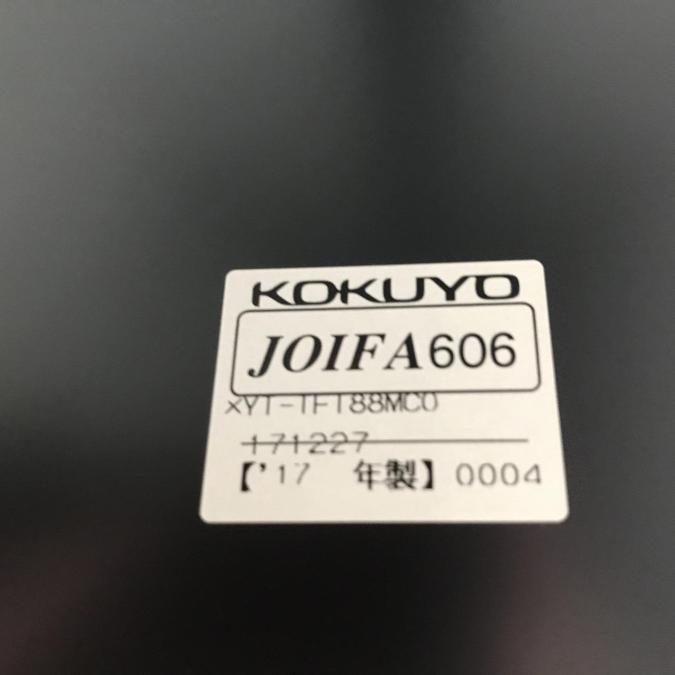 KOKUYO
JOIFA606
XYT-TFT88MC0
171227
【'17 年製】0004